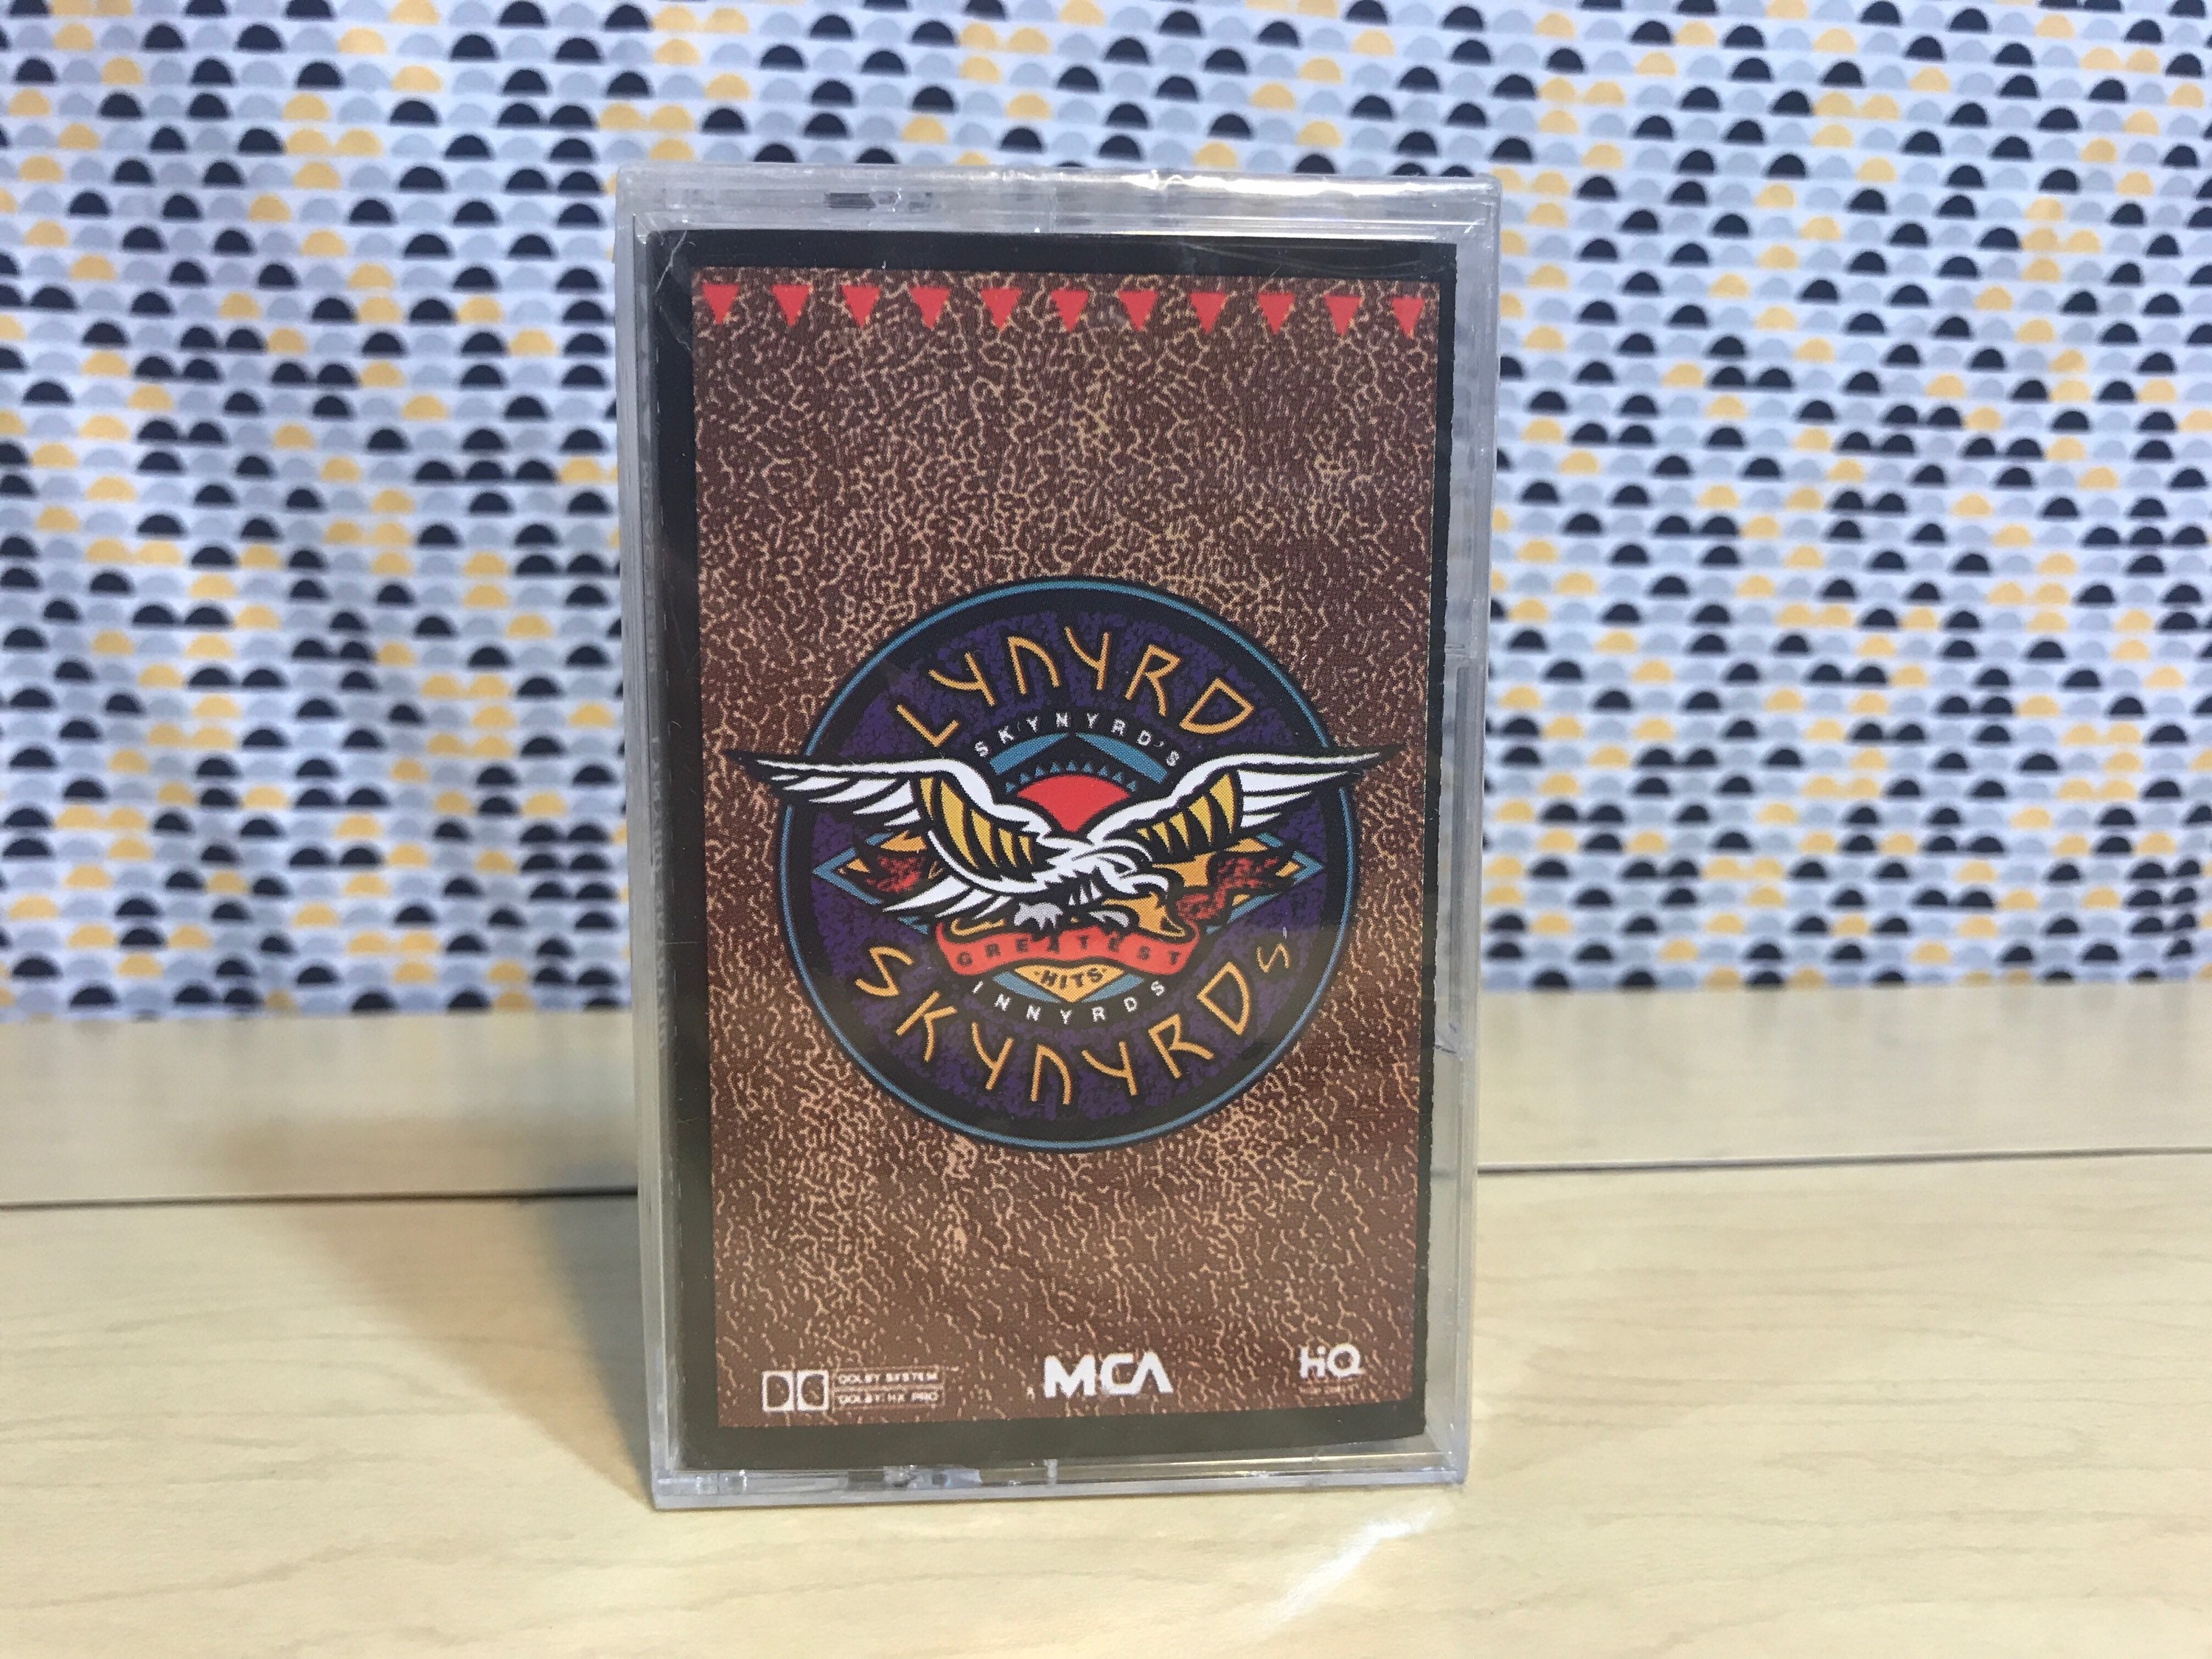 LYNYRD
SKYNYRD'S
GREATEST
HITS
INNYRDS
SKYNYRDS
DOLBY SYSTEM
DOLBY HX PRO
MCA
HiQ